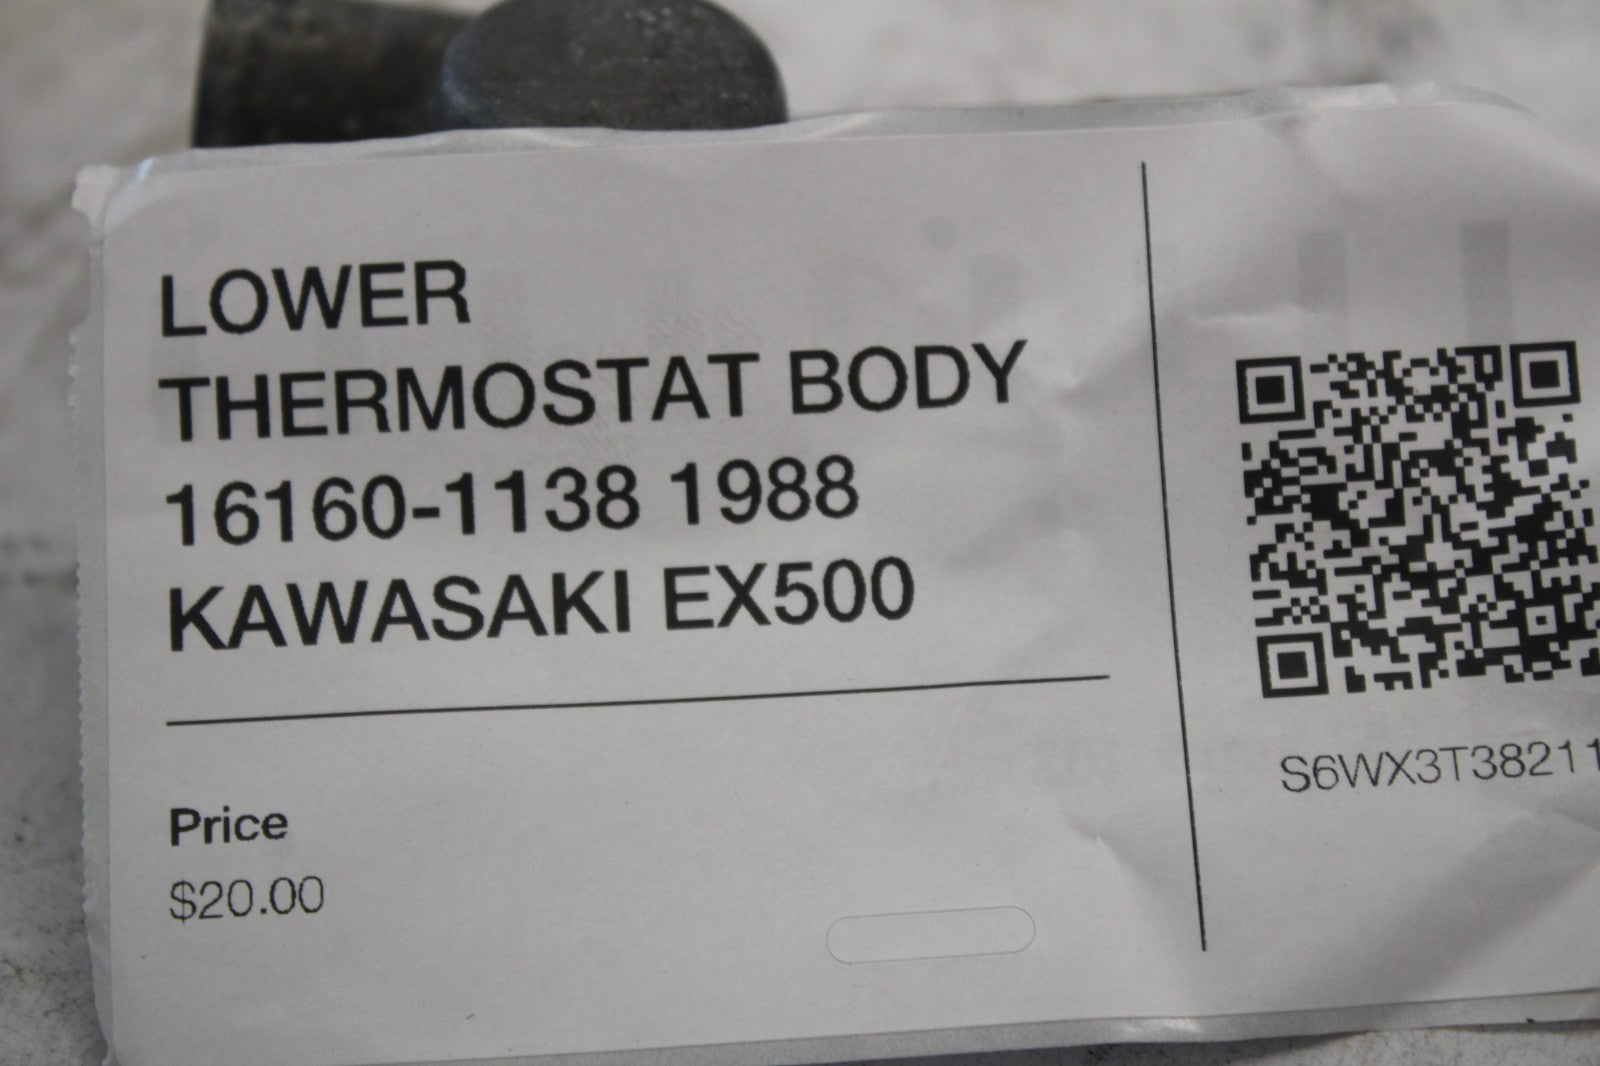 LOWER
THERMOSTAT BODY
16160-1138 1988
KAWASAKI EX500
Price
$20.00
S6WX3T38211